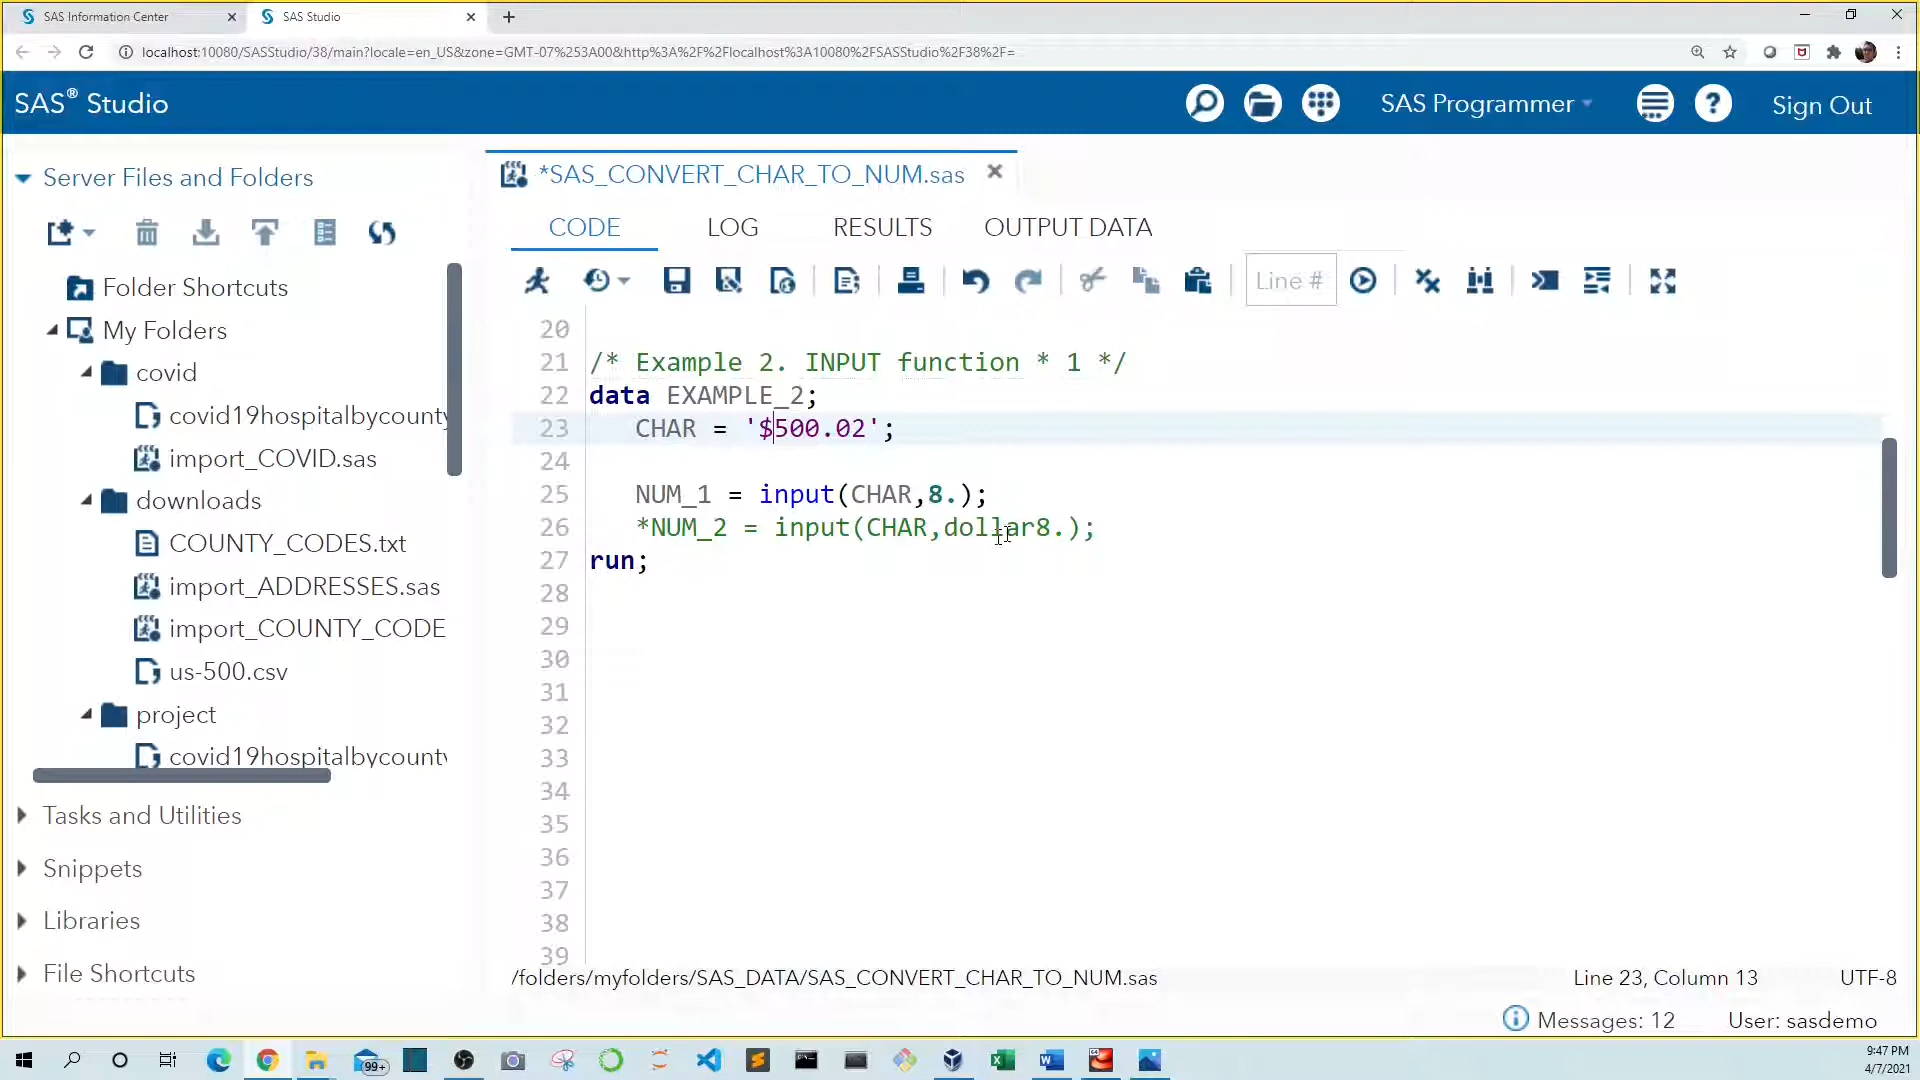 SAS Information Center
SAS Studio
localhost:10080/SASStudio/38/main?locale=en_US&zone=GMT-07%253A00&http%3A%2F%2Flocalhost%3A10080%2FSASStudio%2F38%2F=
SAS® Studio
SAS Programmer
Sign Out
Server Files and Folders
Folder Shortcuts
My Folders
covid
covid19hospitalbycounty
import_COVID.sas
downloads
COUNTY_CODES.txt
import_ADDRESSES.sas
import_COUNTY_CODE
us-500.csv
project
covid19hospitalbycounty
Tasks and Utilities
Snippets
Libraries
File Shortcuts
*SAS_CONVERT_CHAR_TO_NUM.sas
CODE LOG RESULTS OUTPUT DATA
Line #
20
21 /* Example 2. INPUT function * 1 */
22 data EXAMPLE_2;
23 CHAR = '$500.02';
24
25 NUM_1 = input(CHAR,8.);
26 *NUM_2 = input(CHAR,dollar8.);
27 run;
28
29
30
31
32
33
34
35
36
37
38
39
/folders/myfolders/SAS_DATA/SAS_CONVERT_CHAR_TO_NUM.sas
Line 23, Column 13
UTF-8
Messages: 12
User: sasdemo
99+
9:47 PM
4/7/2021